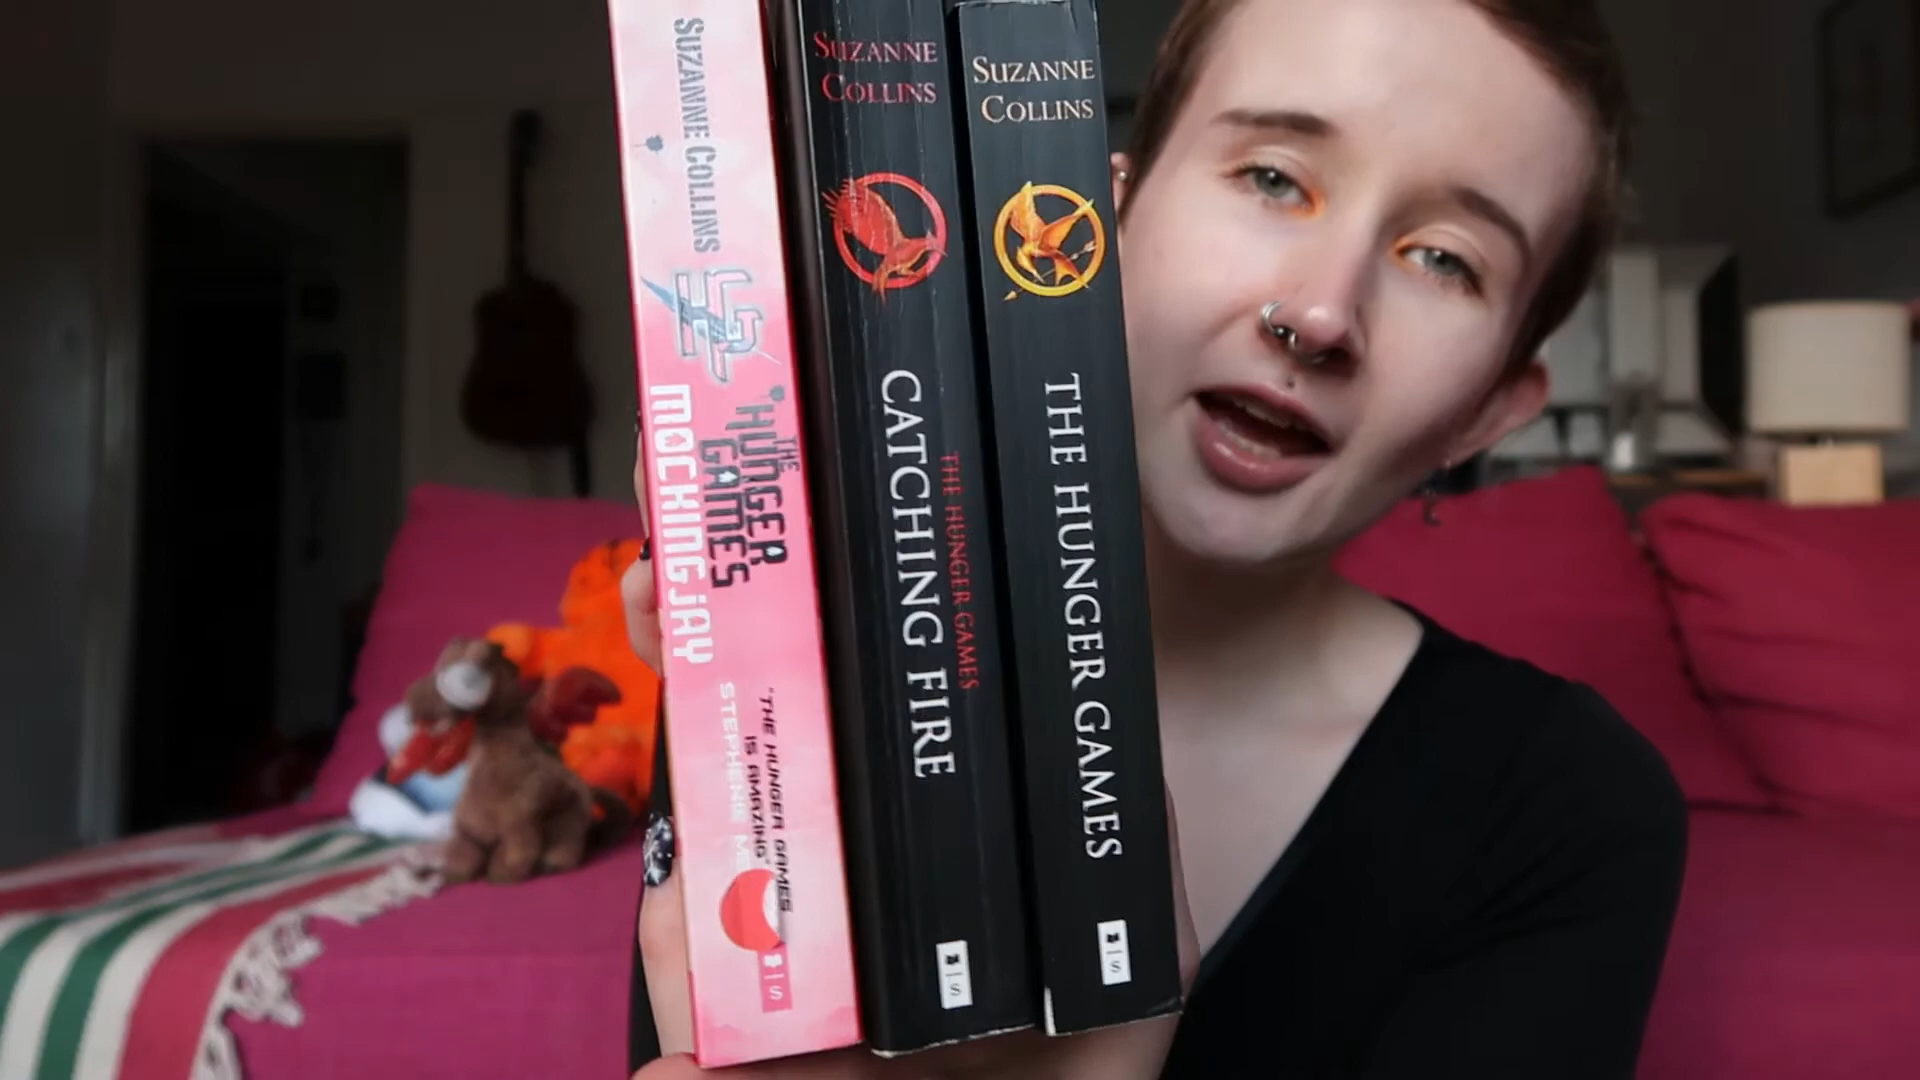 SUZANNE COLLINS
THE
HUNGER
GAMES
MOCKINGJAY
"THE HUNGER GAMES
IS AMAZING"
STEPHENIE
S
SUZANNE
COLLINS
CATCHING FIRE
THE HUNGER GAMES
S
SUZANNE
COLLINS
THE HUNGER GAMES
S